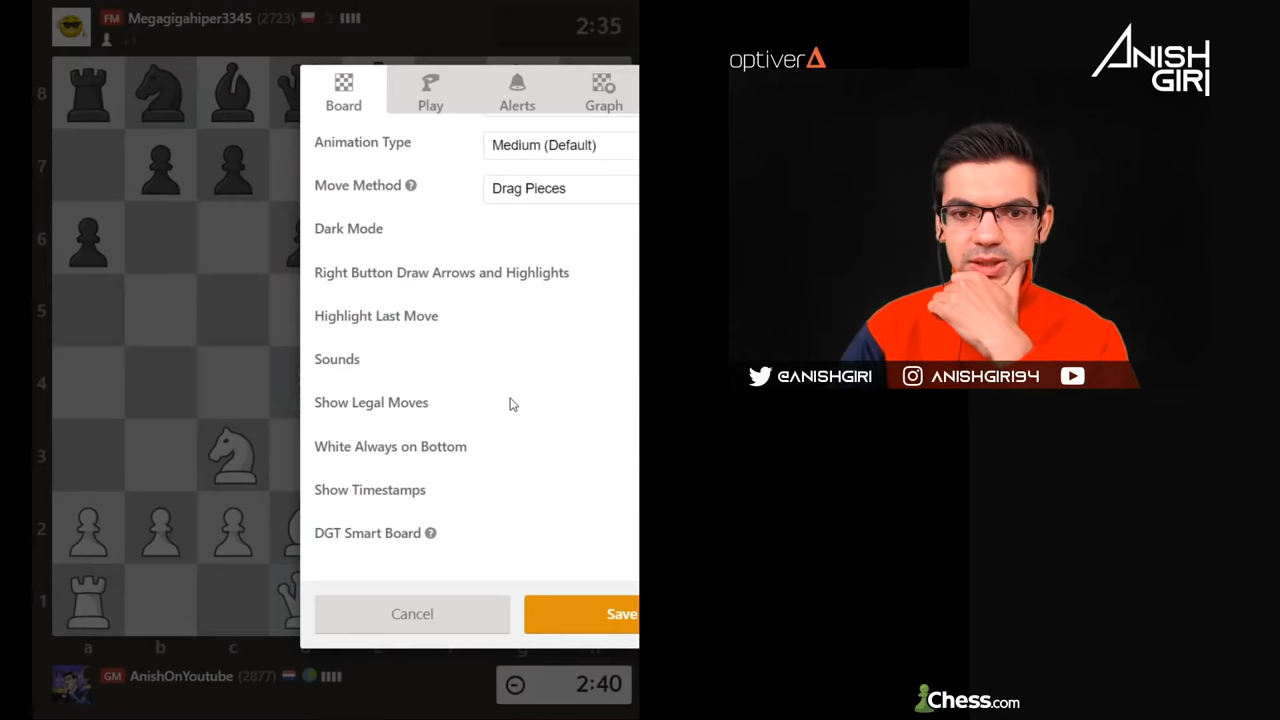 FM Megagigahiper3345 (2723)
2:35
optiver
ANISH GIRI
Board
Play
Alerts
Graph
Animation Type
Medium (Default)
Move Method
Drag Pieces
Dark Mode
Right Button Draw Arrows and Highlights
Highlight Last Move
Sounds
Show Legal Moves
White Always on Bottom
Show Timestamps
DGT Smart Board
Cancel
Save
8
7
6
5
4
3
2
1
a
b
c
GM AnishOnYoutube (2877)
2:40
@ANISHGIRI
ANISHGIRI94
Chess.com